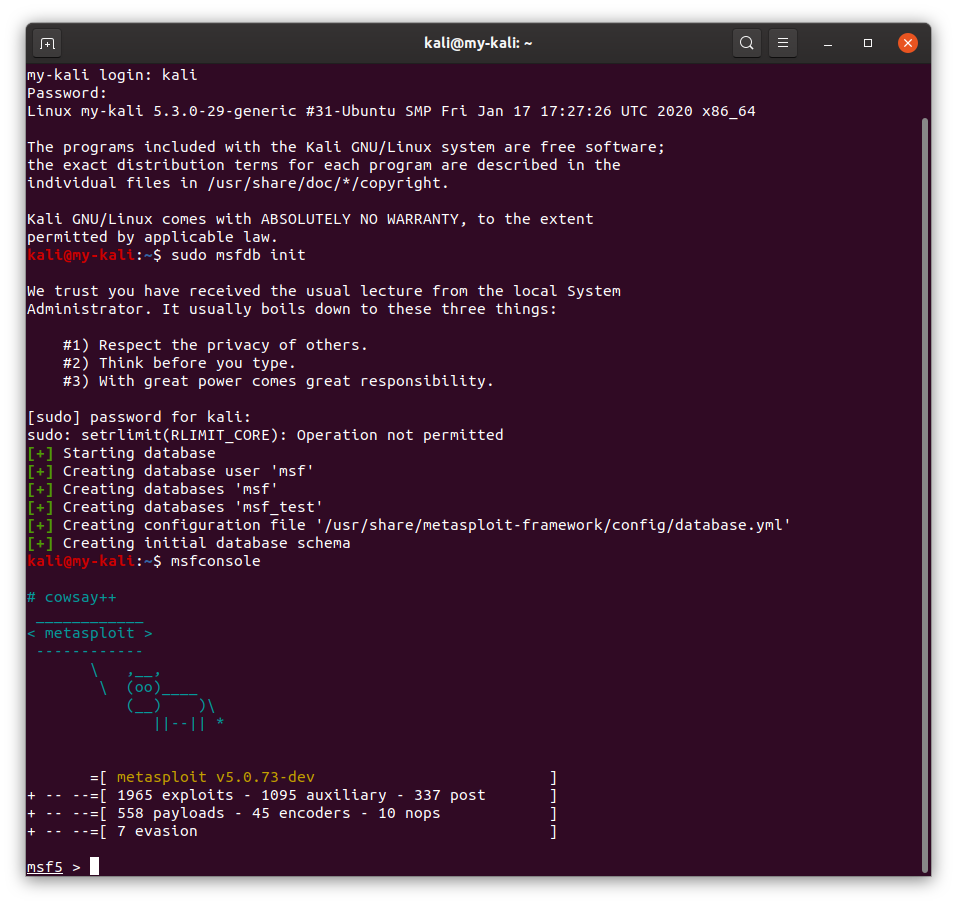 kali@my-kali: ~
my-kali login: kali
Password:
Linux my-kali 5.3.0-29-generic #31-Ubuntu SMP Fri Jan 17 17:27:26 UTC 2020 x86_64

The programs included with the Kali GNU/Linux system are free software;
the exact distribution terms for each program are described in the
individual files in /usr/share/doc/*/copyright.

Kali GNU/Linux comes with ABSOLUTELY NO WARRANTY, to the extent
permitted by applicable law.
kali@my-kali:~$ sudo msfdb init

We trust you have received the usual lecture from the local System
Administrator. It usually boils down to these three things:

    #1) Respect the privacy of others.
    #2) Think before you type.
    #3) With great power comes great responsibility.

[sudo] password for kali:
sudo: setrlimit(RLIMIT_CORE): Operation not permitted
[+] Starting database
[+] Creating database user 'msf'
[+] Creating databases 'msf'
[+] Creating databases 'msf_test'
[+] Creating configuration file '/usr/share/metasploit-framework/config/database.yml'
[+] Creating initial database schema
kali@my-kali:~$ msfconsole

# cowsay++
 ____________
< metasploit >
 ------------
       \   ,__,
        \  (oo)____
           (__)    )\
              ||--|| *


       =[ metasploit v5.0.73-dev                          ]
+ -- --=[ 1965 exploits - 1095 auxiliary - 337 post       ]
+ -- --=[ 558 payloads - 45 encoders - 10 nops            ]
+ -- --=[ 7 evasion                                       ]

msf5 >